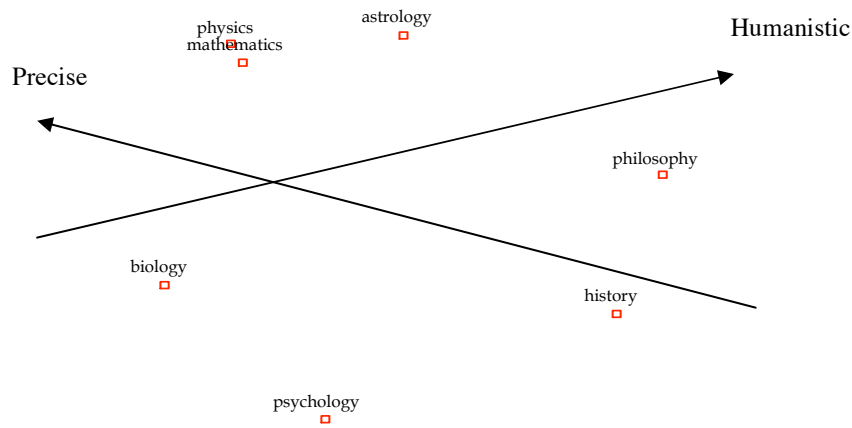 astrology
physics
Humanistic
mathematics
Precise
philosophy
biology
history
psychology